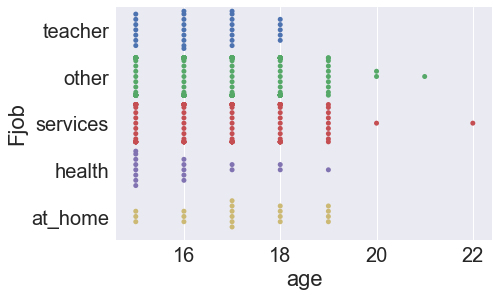 teacher
other
services
health
at_home
Fjob
16 18 20 22
age